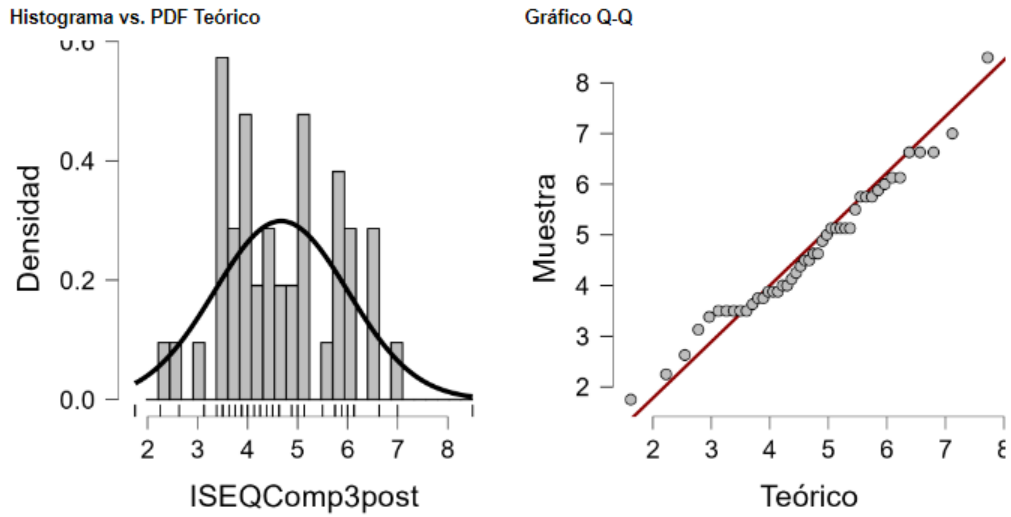 Histograma vs. PDF Teórico
0.6
0.4
0.2
0.0
Densidad
2 3 4 5 6 7 8
ISEQComp3post
Gráfico Q-Q
8
7
6
5
4
3
2
Muestra
2 3 4 5 6 7 8
Teórico